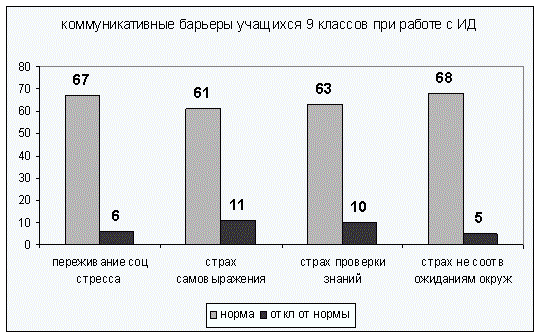 коммуникативные барьеры учащихся 9 классов при работе с ИД
80
70
60
50
40
30
20
10
0
67
6
61
11
63
10
68
5
переживание соц
стресса
страх
самовыражения
страх проверки
знаний
страх не соотв
ожиданиям окруж
норма
откл от нормы